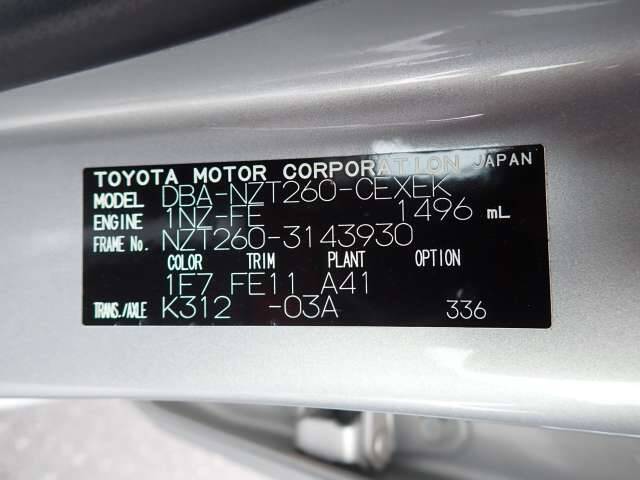 TOYOTA MOTOR CORPORATION JAPAN
MODEL DBA-NZT260-CEXEK
ENGINE 1NZ-FE 1496 mL
FRAME No. NZT260-3143930
COLOR TRIM PLANT OPTION
1F7 FE11 A41
TRANS./AXLE K312 -03A 336